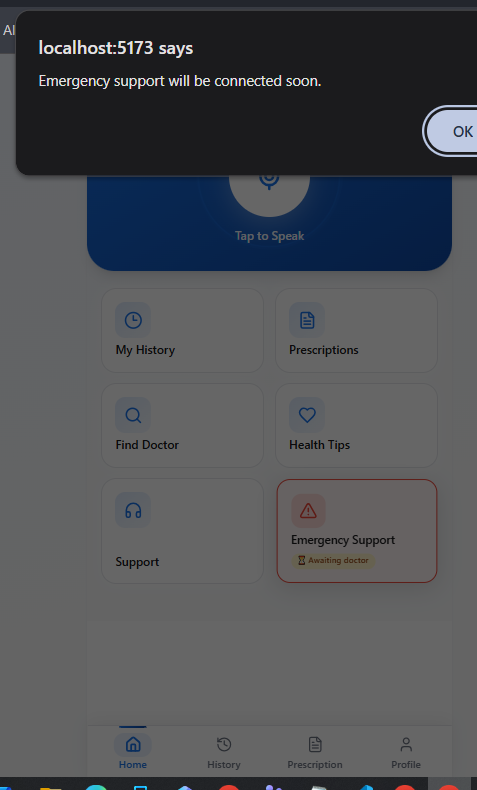 AI
localhost:5173 says
Emergency support will be connected soon.
OK
Tap to Speak
My History
Prescriptions
Find Doctor
Health Tips
Support
Emergency Support
⏳ Awaiting doctor
Home
History
Prescription
Profile